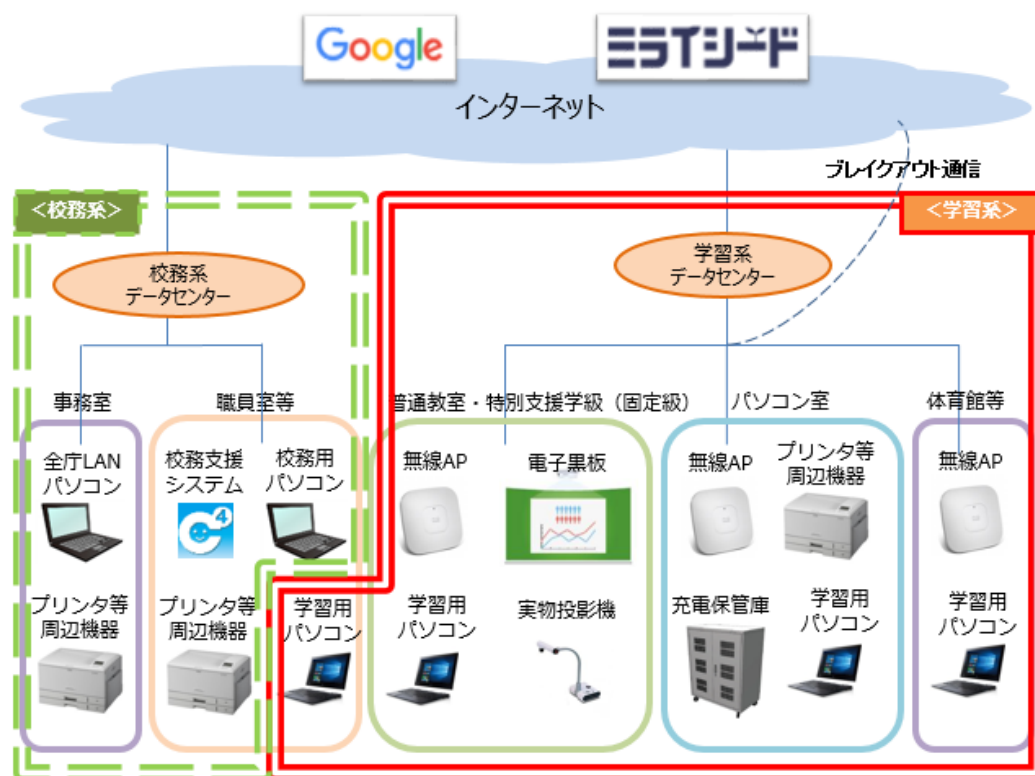 Google
ミライシード
インターネット
ブレイクアウト通信
＜校務系＞
＜学習系＞
校務系
データセンター
学習系
データセンター
事務室
職員室等
普通教室・特別支援学級（固定級）
パソコン室
体育館等
全庁LAN
パソコン
校務支援
システム
C4
校務用
パソコン
無線AP
電子黒板
無線AP
プリンタ等
周辺機器
無線AP
プリンタ等
周辺機器
プリンタ等
周辺機器
学習用
パソコン
学習用
パソコン
実物投影機
充電保管庫
学習用
パソコン
学習用
パソコン